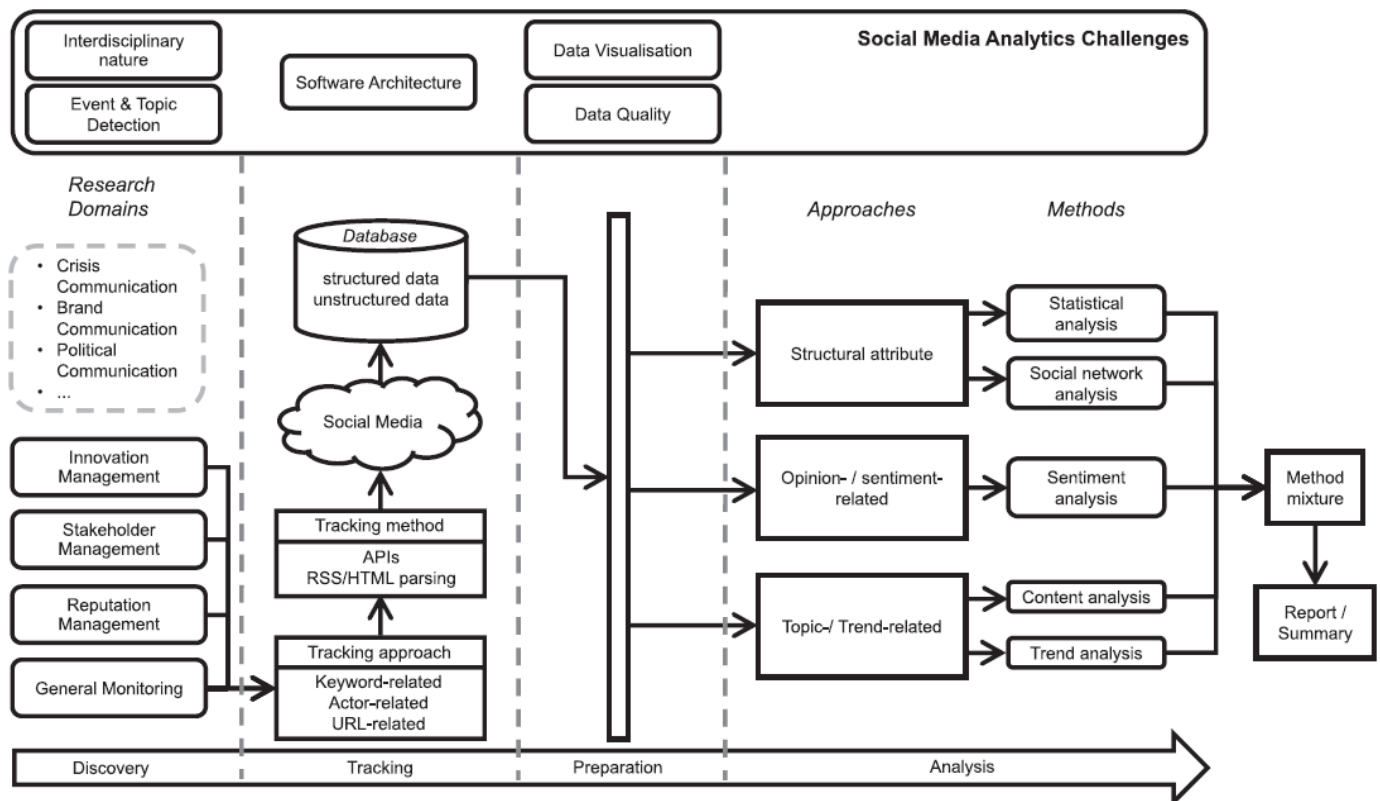 Social Media Analytics Challenges
Interdisciplinary
nature
Event & Topic
Detection
Software Architecture
Data Visualisation
Data Quality
Research
Domains
• Crisis
Communication
• Brand
Communication
• Political
Communication
• ...
Innovation
Management
Stakeholder
Management
Reputation
Management
General Monitoring
Database
structured data
unstructured data
Social Media
Tracking method
APIs
RSS/HTML parsing
Tracking approach
Keyword-related
Actor-related
URL-related
Approaches
Structural attribute
Opinion- / sentiment-
related
Topic-/ Trend-related
Methods
Statistical
analysis
Social network
analysis
Sentiment
analysis
Content analysis
Trend analysis
Method
mixture
Report /
Summary
Discovery
Tracking
Preparation
Analysis